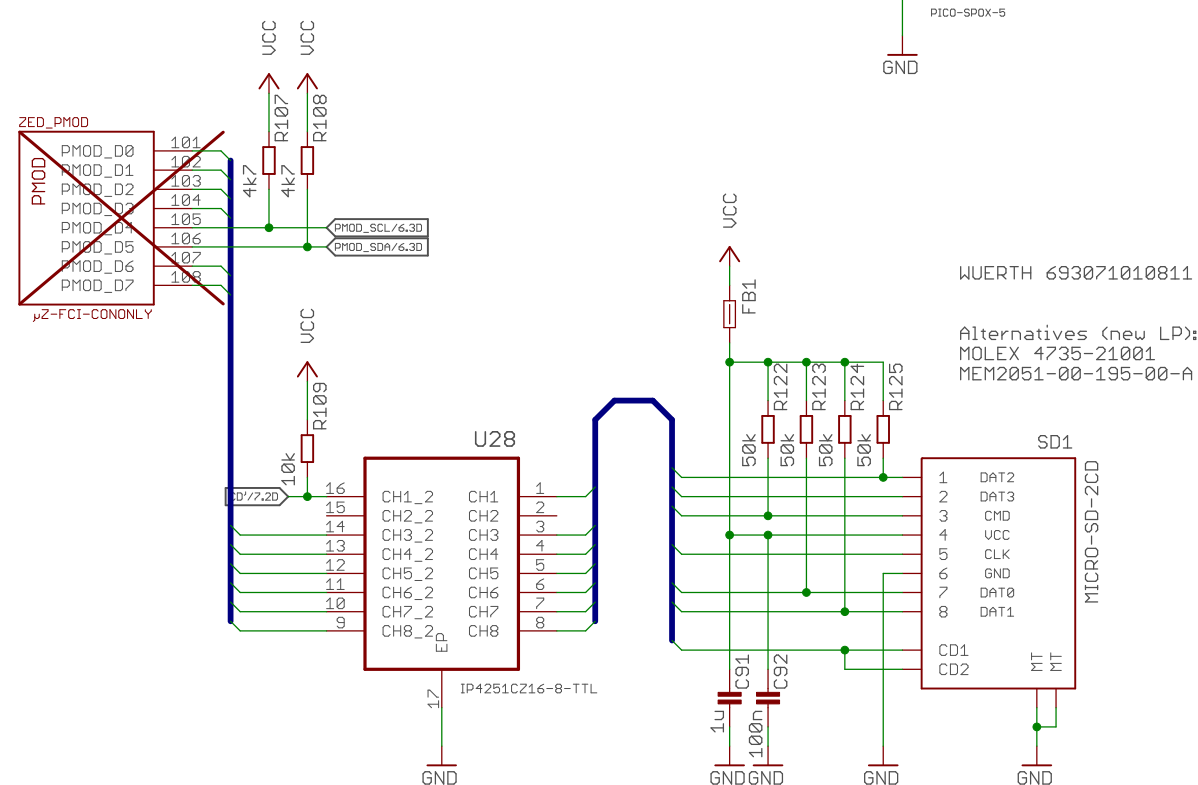 PICO-SPOX-5
GND
VCC
VCC
R107
R108
4k7
4k7
ZED_PMOD
PMOD
PMOD_D0 101
PMOD_D1 102
PMOD_D2 103
PMOD_D3 104
PMOD_D4 105
PMOD_D5 106
PMOD_D6 107
PMOD_D7 108
µZ-FCI-CONONLY
PMOD_SCL/6.3D
PMOD_SDA/6.3D
VCC
FB1
WUERTH 693071010811
Alternatives (new LP):
MOLEX 4735-21001
MEM2051-00-195-00-A
VCC
R109
10k
R122
R123
R124
R125
50k
50k
50k
50k
U28
CD'/7.2D
16 CH1_2 CH1 1
15 CH2_2 CH2 2
14 CH3_2 CH3 3
13 CH4_2 CH4 4
12 CH5_2 CH5 5
11 CH6_2 CH6 6
10 CH7_2 CH7 7
9 CH8_2 CH8 8
EP
17
IP4251CZ16-8-TTL
GND
SD1
MICRO-SD-2CD
1 DAT2
2 DAT3
3 CMD
4 VCC
5 CLK
6 GND
7 DAT0
8 DAT1
CD1
CD2
MT
MT
C91
C92
1u
100n
GND
GND
GND
GND